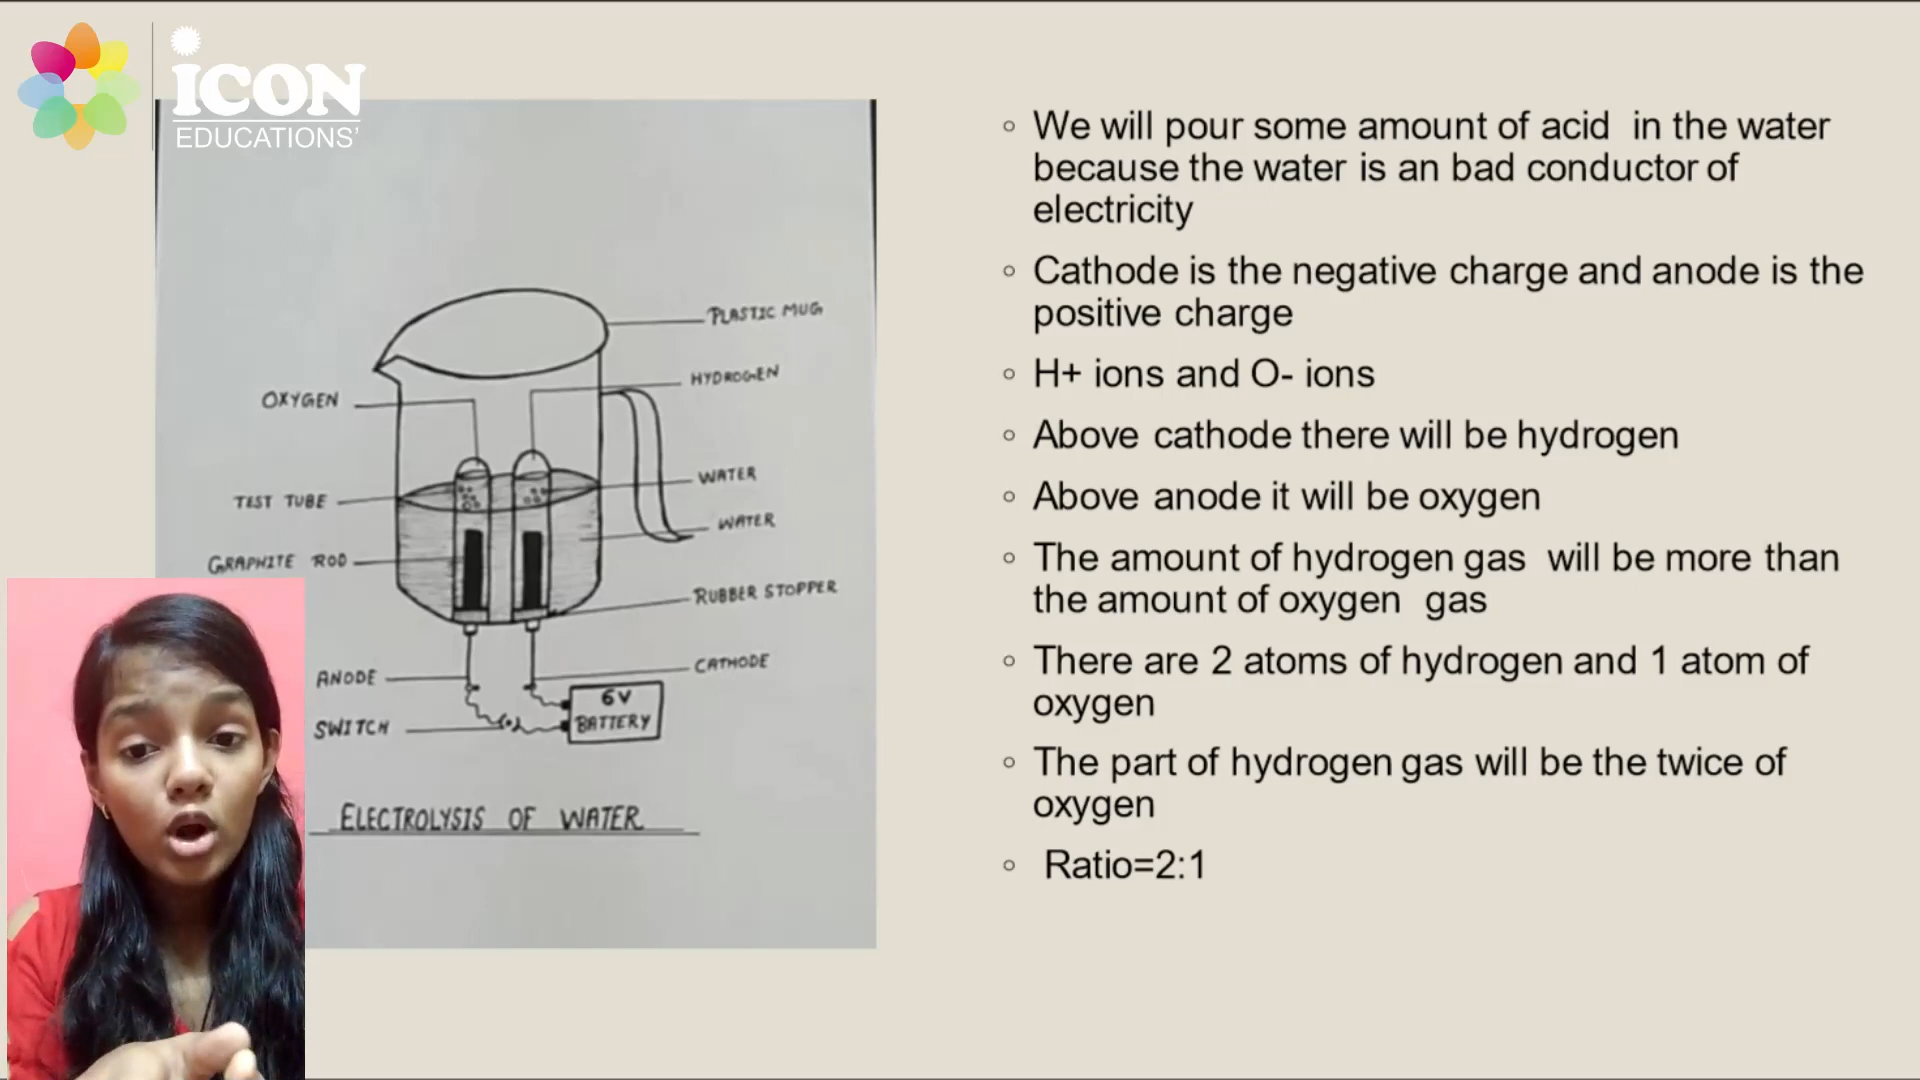 iCON
EDUCATIONS'
PLASTIC MUG
HYDROGEN
OXYGEN
WATER
TEST TUBE
WATER
GRAPHITE ROD
RUBBER STOPPER
CATHODE
ANODE
6V
BATTERY
SWITCH
ELECTROLYSIS OF WATER
◦ We will pour some amount of acid in the water
because the water is an bad conductor of
electricity
◦ Cathode is the negative charge and anode is the
positive charge
◦ H+ ions and O- ions
◦ Above cathode there will be hydrogen
◦ Above anode it will be oxygen
◦ The amount of hydrogen gas will be more than
the amount of oxygen gas
◦ There are 2 atoms of hydrogen and 1 atom of
oxygen
◦ The part of hydrogen gas will be the twice of
oxygen
◦ Ratio=2:1